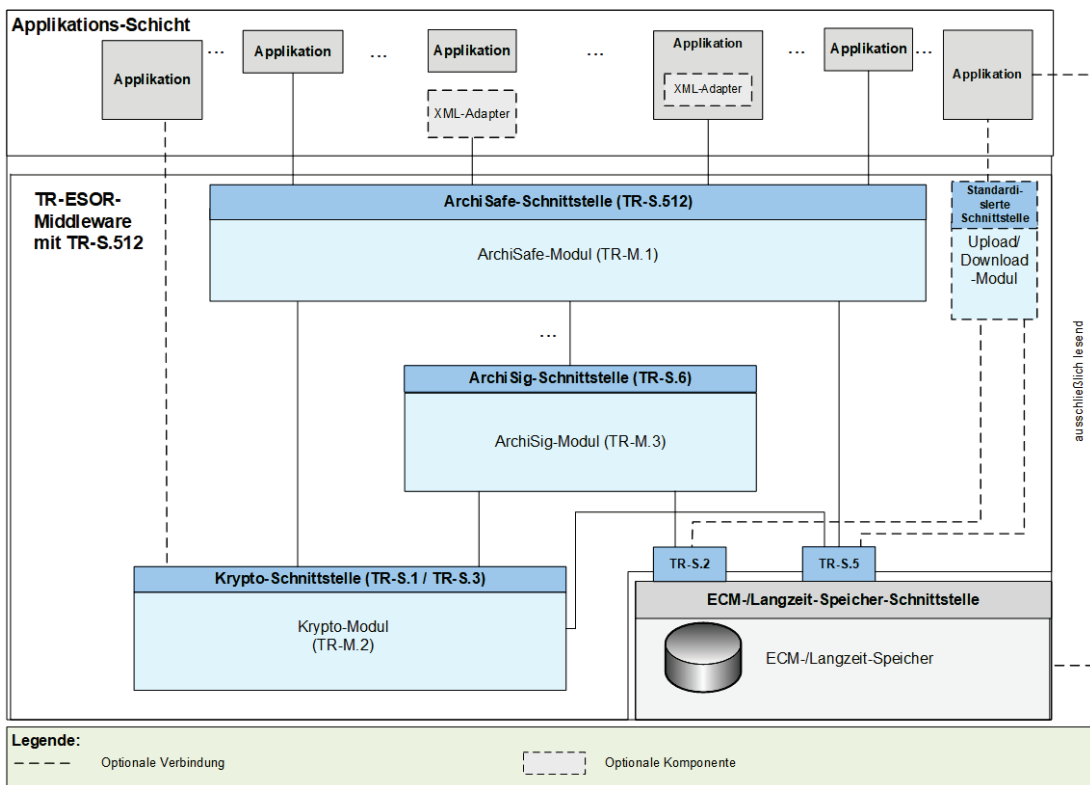 Applikations-Schicht
Applikation
...
Applikation
...
Applikation
XML-Adapter
...
Applikation
XML-Adapter
...
Applikation
...
Applikation
TR-ESOR-
Middleware
mit TR-S.512
ArchiSafe-Schnittstelle (TR-S.512)
ArchiSafe-Modul (TR-M.1)
Standardi-
sierte
Schnittstelle
Upload/
Download
-Modul
ausschließlich lesend
...
ArchiSig-Schnittstelle (TR-S.6)
ArchiSig-Modul (TR-M.3)
TR-S.2
TR-S.5
Krypto-Schnittstelle (TR-S.1 / TR-S.3)
Krypto-Modul
(TR-M.2)
ECM-/Langzeit-Speicher-Schnittstelle
ECM-/Langzeit-Speicher
Legende:
Optionale Verbindung
Optionale Komponente